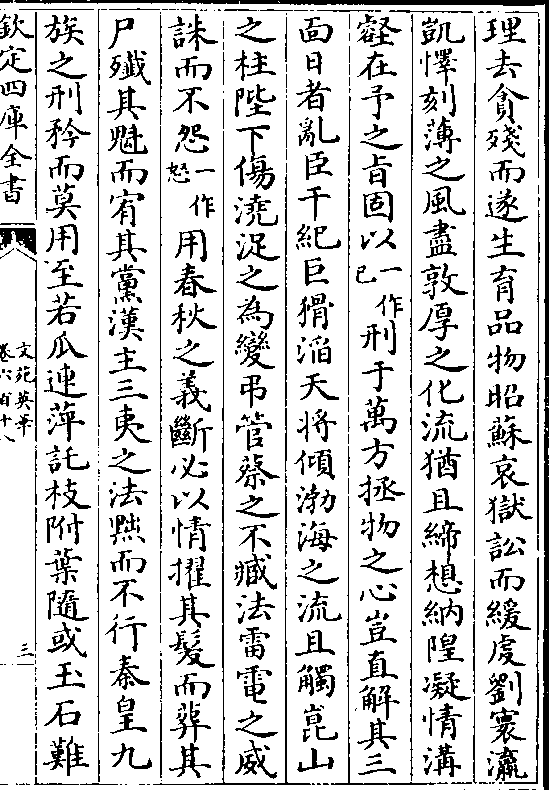 理去貪殘而遂生育品物昭蘇哀獄訟而緩虔劉寰瀛
凱懌刻薄之風盡敦厚之化流猶且締想納隍凝情溝
壑在予之旨固以一作已刑于萬方拯物之心豈直解其三
面日者亂臣干紀巨猾滔天將傾渤海之流且觸崑山
之柱陛下傷澆浞之為變弔管蔡之不臧法雷電之威
誅而不怨一作怒用春秋之義斷必以情擢其髮而葬其
尸殲其魁而宥其黨漢主三夷之法㸃而不行秦皇九
族之刑矜而莫用至若瓜連萍託枝附葉隨或玉石難
欽定四庫全書
文苑英華
卷六百十八
三